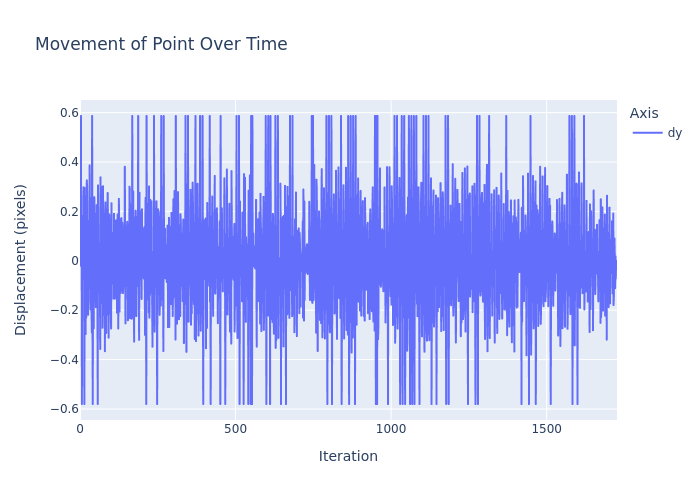 Movement of Point Over Time
Axis
dy
0.6
0.4
0.2
0
−0.2
−0.4
−0.6
Displacement (pixels)
0
500
1000
1500
Iteration